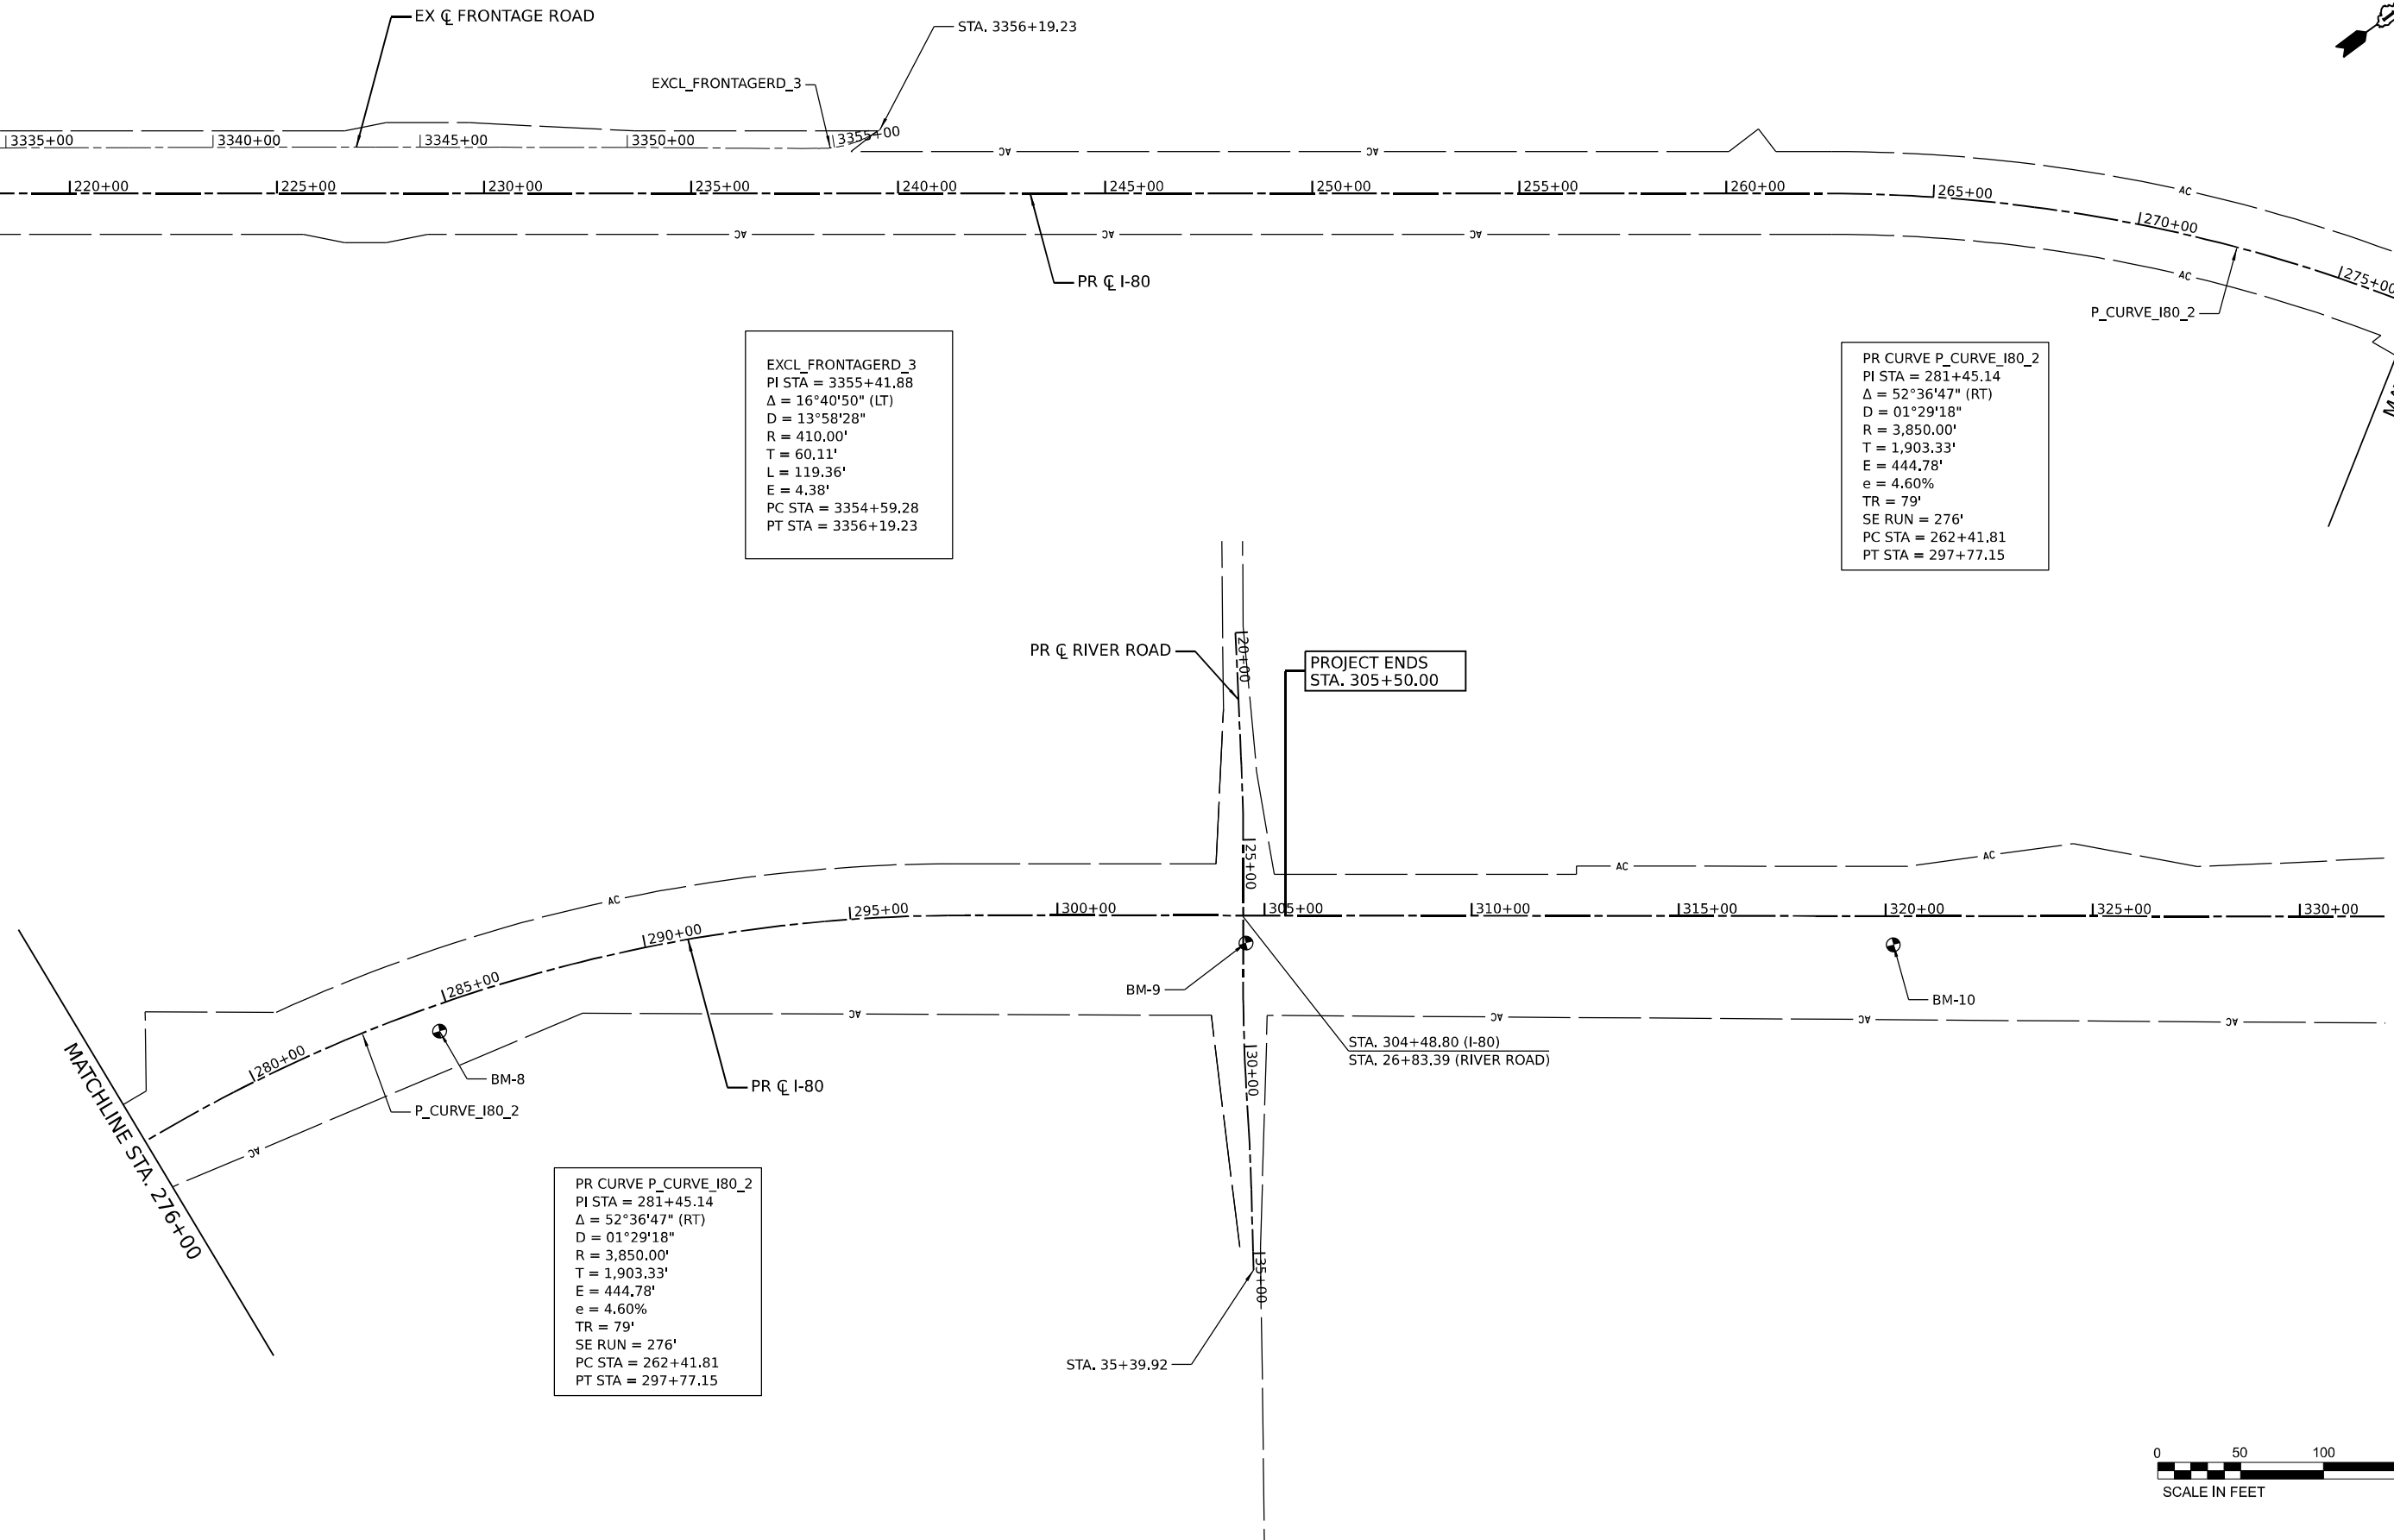 EX ℄ FRONTAGE ROAD
STA. 3356+19.23
EXCL_FRONTAGERD_3
3335+00 3340+00 3345+00 3350+00 3355+00
AC AC
220+00 225+00 230+00 235+00 240+00 245+00 250+00 255+00 260+00 265+00 270+00 275+00
AC
AC AC AC
AC
PR ℄ I-80
P_CURVE_I80_2
EXCL_FRONTAGERD_3
PI STA = 3355+41.88
Δ = 16°40'50" (LT)
D = 13°58'28"
R = 410.00'
T = 60.11'
L = 119.36'
E = 4.38'
PC STA = 3354+59.28
PT STA = 3356+19.23
PR CURVE P_CURVE_I80_2
PI STA = 281+45.14
Δ = 52°36'47" (RT)
D = 01°29'18"
R = 3,850.00'
T = 1,903.33'
E = 444.78'
e = 4.60%
TR = 79'
SE RUN = 276'
PC STA = 262+41.81
PT STA = 297+77.15
PR ℄ RIVER ROAD
20+00
PROJECT ENDS
STA. 305+50.00
25+00
AC AC AC
280+00 285+00 290+00 295+00 300+00 305+00 310+00 315+00 320+00 325+00 330+00
BM-9
BM-10
AC AC AC AC
AC
30+00
STA. 304+48.80 (I-80)
STA. 26+83.39 (RIVER ROAD)
MATCHLINE STA. 276+00
BM-8
PR ℄ I-80
P_CURVE_I80_2
PR CURVE P_CURVE_I80_2
PI STA = 281+45.14
Δ = 52°36'47" (RT)
D = 01°29'18"
R = 3,850.00'
T = 1,903.33'
E = 444.78'
e = 4.60%
TR = 79'
SE RUN = 276'
PC STA = 262+41.81
PT STA = 297+77.15
35+00
STA. 35+39.92
0 50 100
SCALE IN FEET